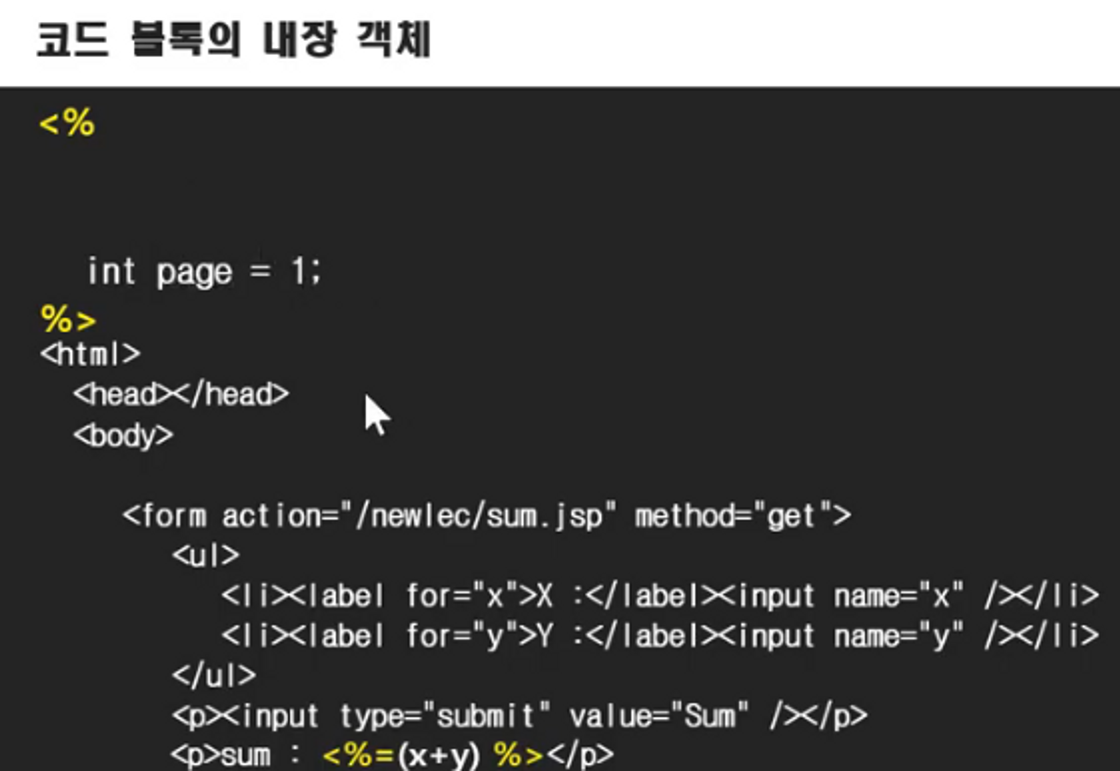 코드 블록의 내장 객체
<%
int page = 1;
%>
<html>
<head></head>
<body>
<form action="/newlec/sum.jsp" method="get">
<ul>
<li><label for="x">X :</label><input name="x" /></li>
<li><label for="y">Y :</label><input name="y" /></li>
</ul>
<p><input type="submit" value="Sum" /></p>
<p>sum : <%=(x+y) %></p>